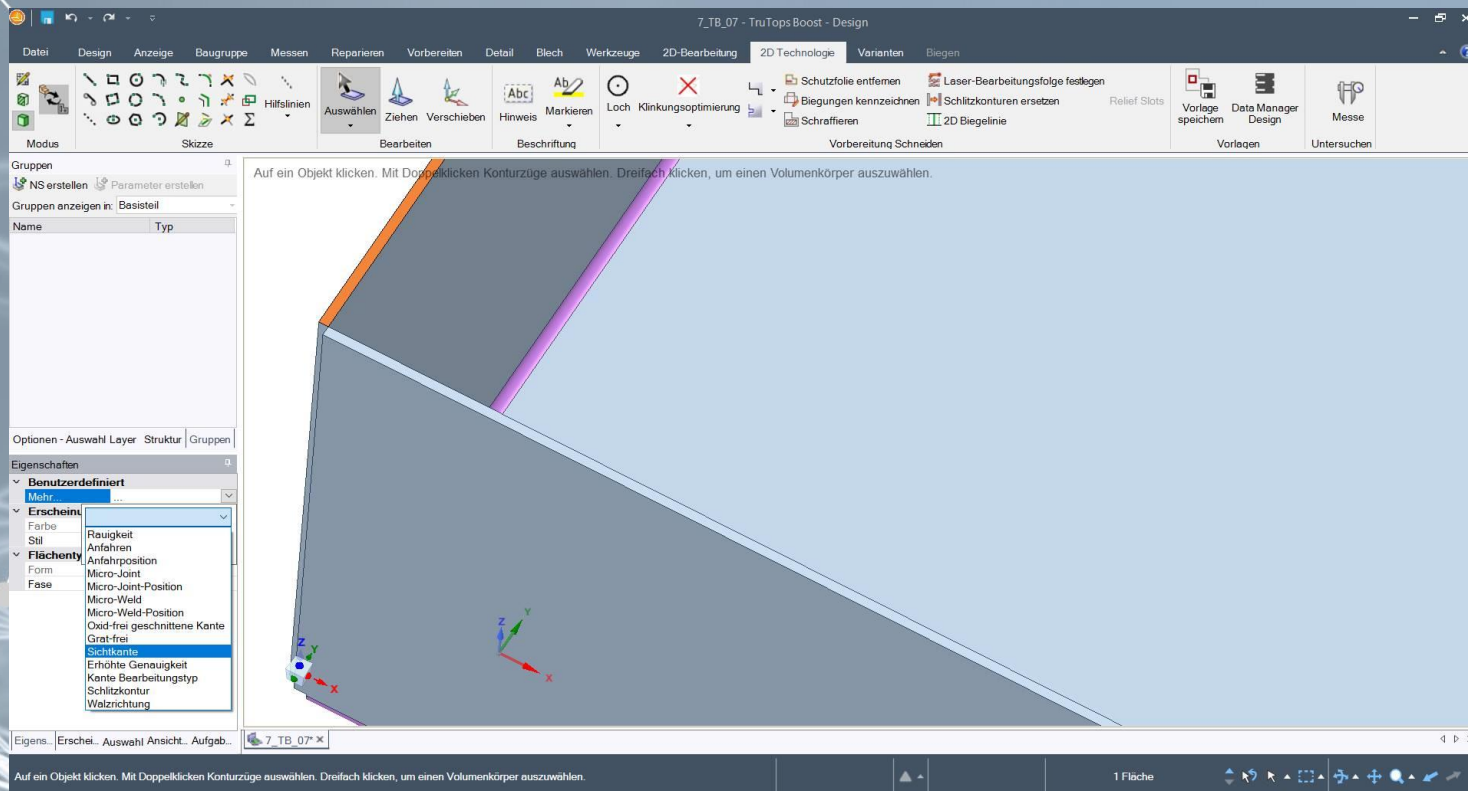 7_TB_07 - TruTops Boost - Design
Datei Design Anzeige Baugruppe Messen Reparieren Vorbereiten Detail Blech Werkzeuge 2D-Bearbeitung 2D Technologie Varianten Biegen
Hilfslinien
Auswählen
Ziehen
Verschieben
Abc
Hinweis
Ab
Markieren
Loch
Klinkungsoptimierung
Schutzfolie entfernen
Biegungen kennzeichnen
Schraffieren
Laser-Bearbeitungsfolge festlegen
Schlitzkonturen ersetzen
2D Biegelinie
Relief Slots
Vorlage speichern
Data Manager Design
Messe
Modus Skizze Bearbeiten Beschriftung Vorbereitung Schneiden Vorlagen Untersuchen
Gruppen
NS erstellen Parameter erstellen
Gruppen anzeigen in: Basisteil
Name Typ
Auf ein Objekt klicken. Mit Doppelklicken Konturzüge auswählen. Dreifach klicken, um einen Volumenkörper auszuwählen.
Optionen - Auswahl Layer Struktur Gruppen
Eigenschaften
Benutzerdefiniert
Mehr... ...
Erscheinu
Farbe
Stil
Flächenty
Form
Fase
Rauigkeit
Anfahren
Anfahrposition
Micro-Joint
Micro-Joint-Position
Micro-Weld
Micro-Weld-Position
Oxid-frei geschnittene Kante
Grat-frei
Sichtkante
Erhöhte Genauigkeit
Kante Bearbeitungstyp
Schlitzkontur
Walzrichtung
Z Y X
Z Y X
Eigens... Erschei... Auswahl Ansicht... Aufgab...
7_TB_07*
Auf ein Objekt klicken. Mit Doppelklicken Konturzüge auswählen. Dreifach klicken, um einen Volumenkörper auszuwählen.
1 Fläche